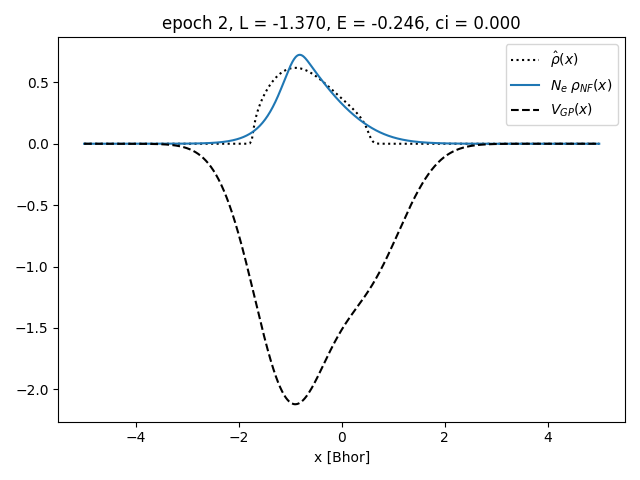 epoch 2, L = -1.370, E = -0.246, ci = 0.000
ρ̂(x)
N_e ρ_NF(x)
V_GP(x)
0.5
0.0
−0.5
−1.0
−1.5
−2.0
−4
−2
0
2
4
x [Bhor]